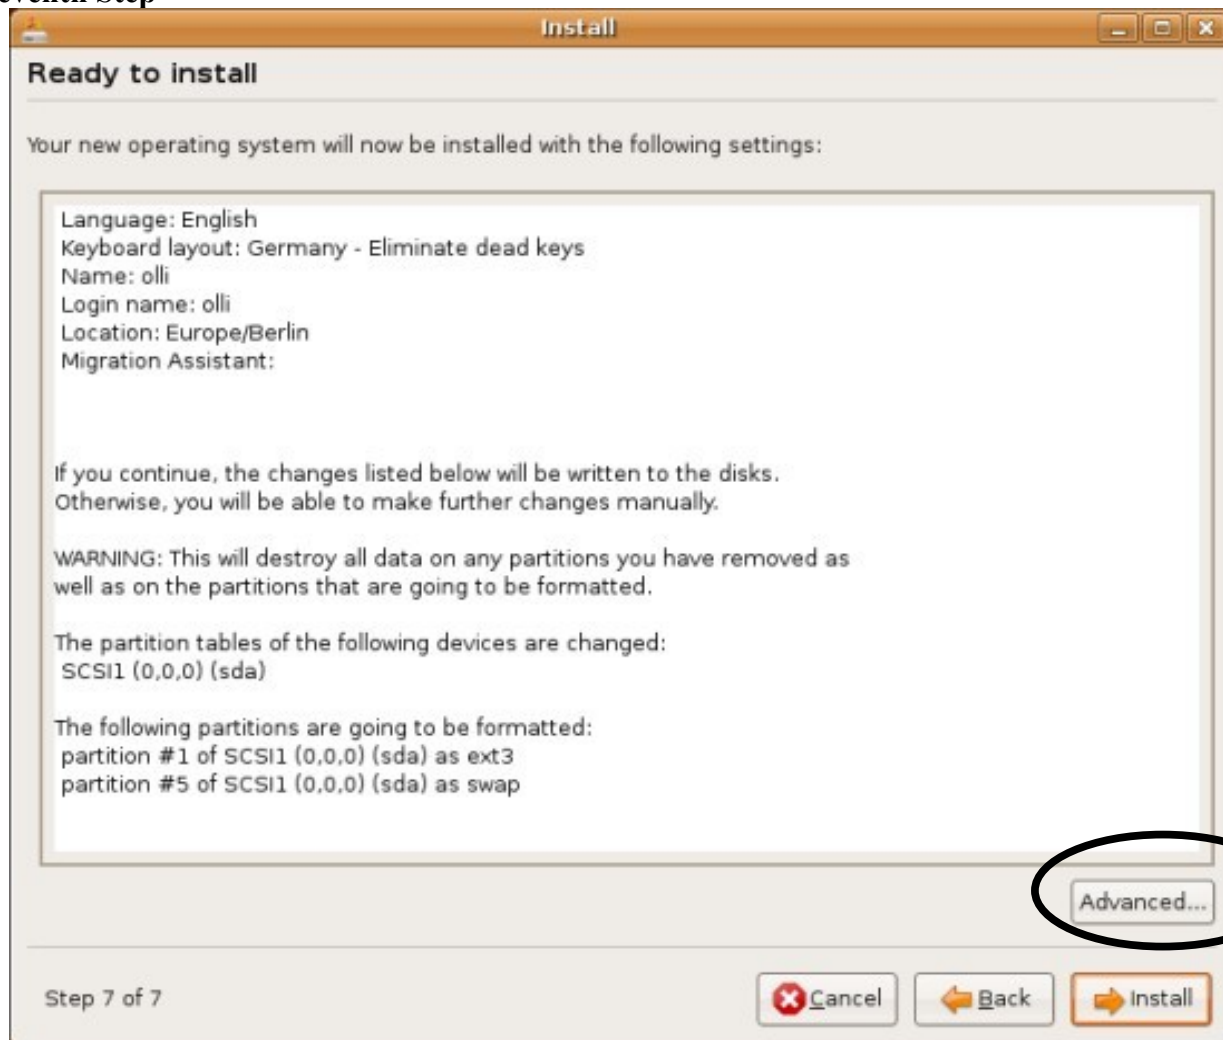 Install
Ready to install
Your new operating system will now be installed with the following settings:
Language: English
Keyboard layout: Germany - Eliminate dead keys
Name: olli
Login name: olli
Location: Europe/Berlin
Migration Assistant:
If you continue, the changes listed below will be written to the disks.
Otherwise, you will be able to make further changes manually.
WARNING: This will destroy all data on any partitions you have removed as
well as on the partitions that are going to be formatted.
The partition tables of the following devices are changed:
SCSI1 (0,0,0) (sda)
The following partitions are going to be formatted:
partition #1 of SCSI1 (0,0,0) (sda) as ext3
partition #5 of SCSI1 (0,0,0) (sda) as swap
Advanced...
Step 7 of 7 Cancel Back Install